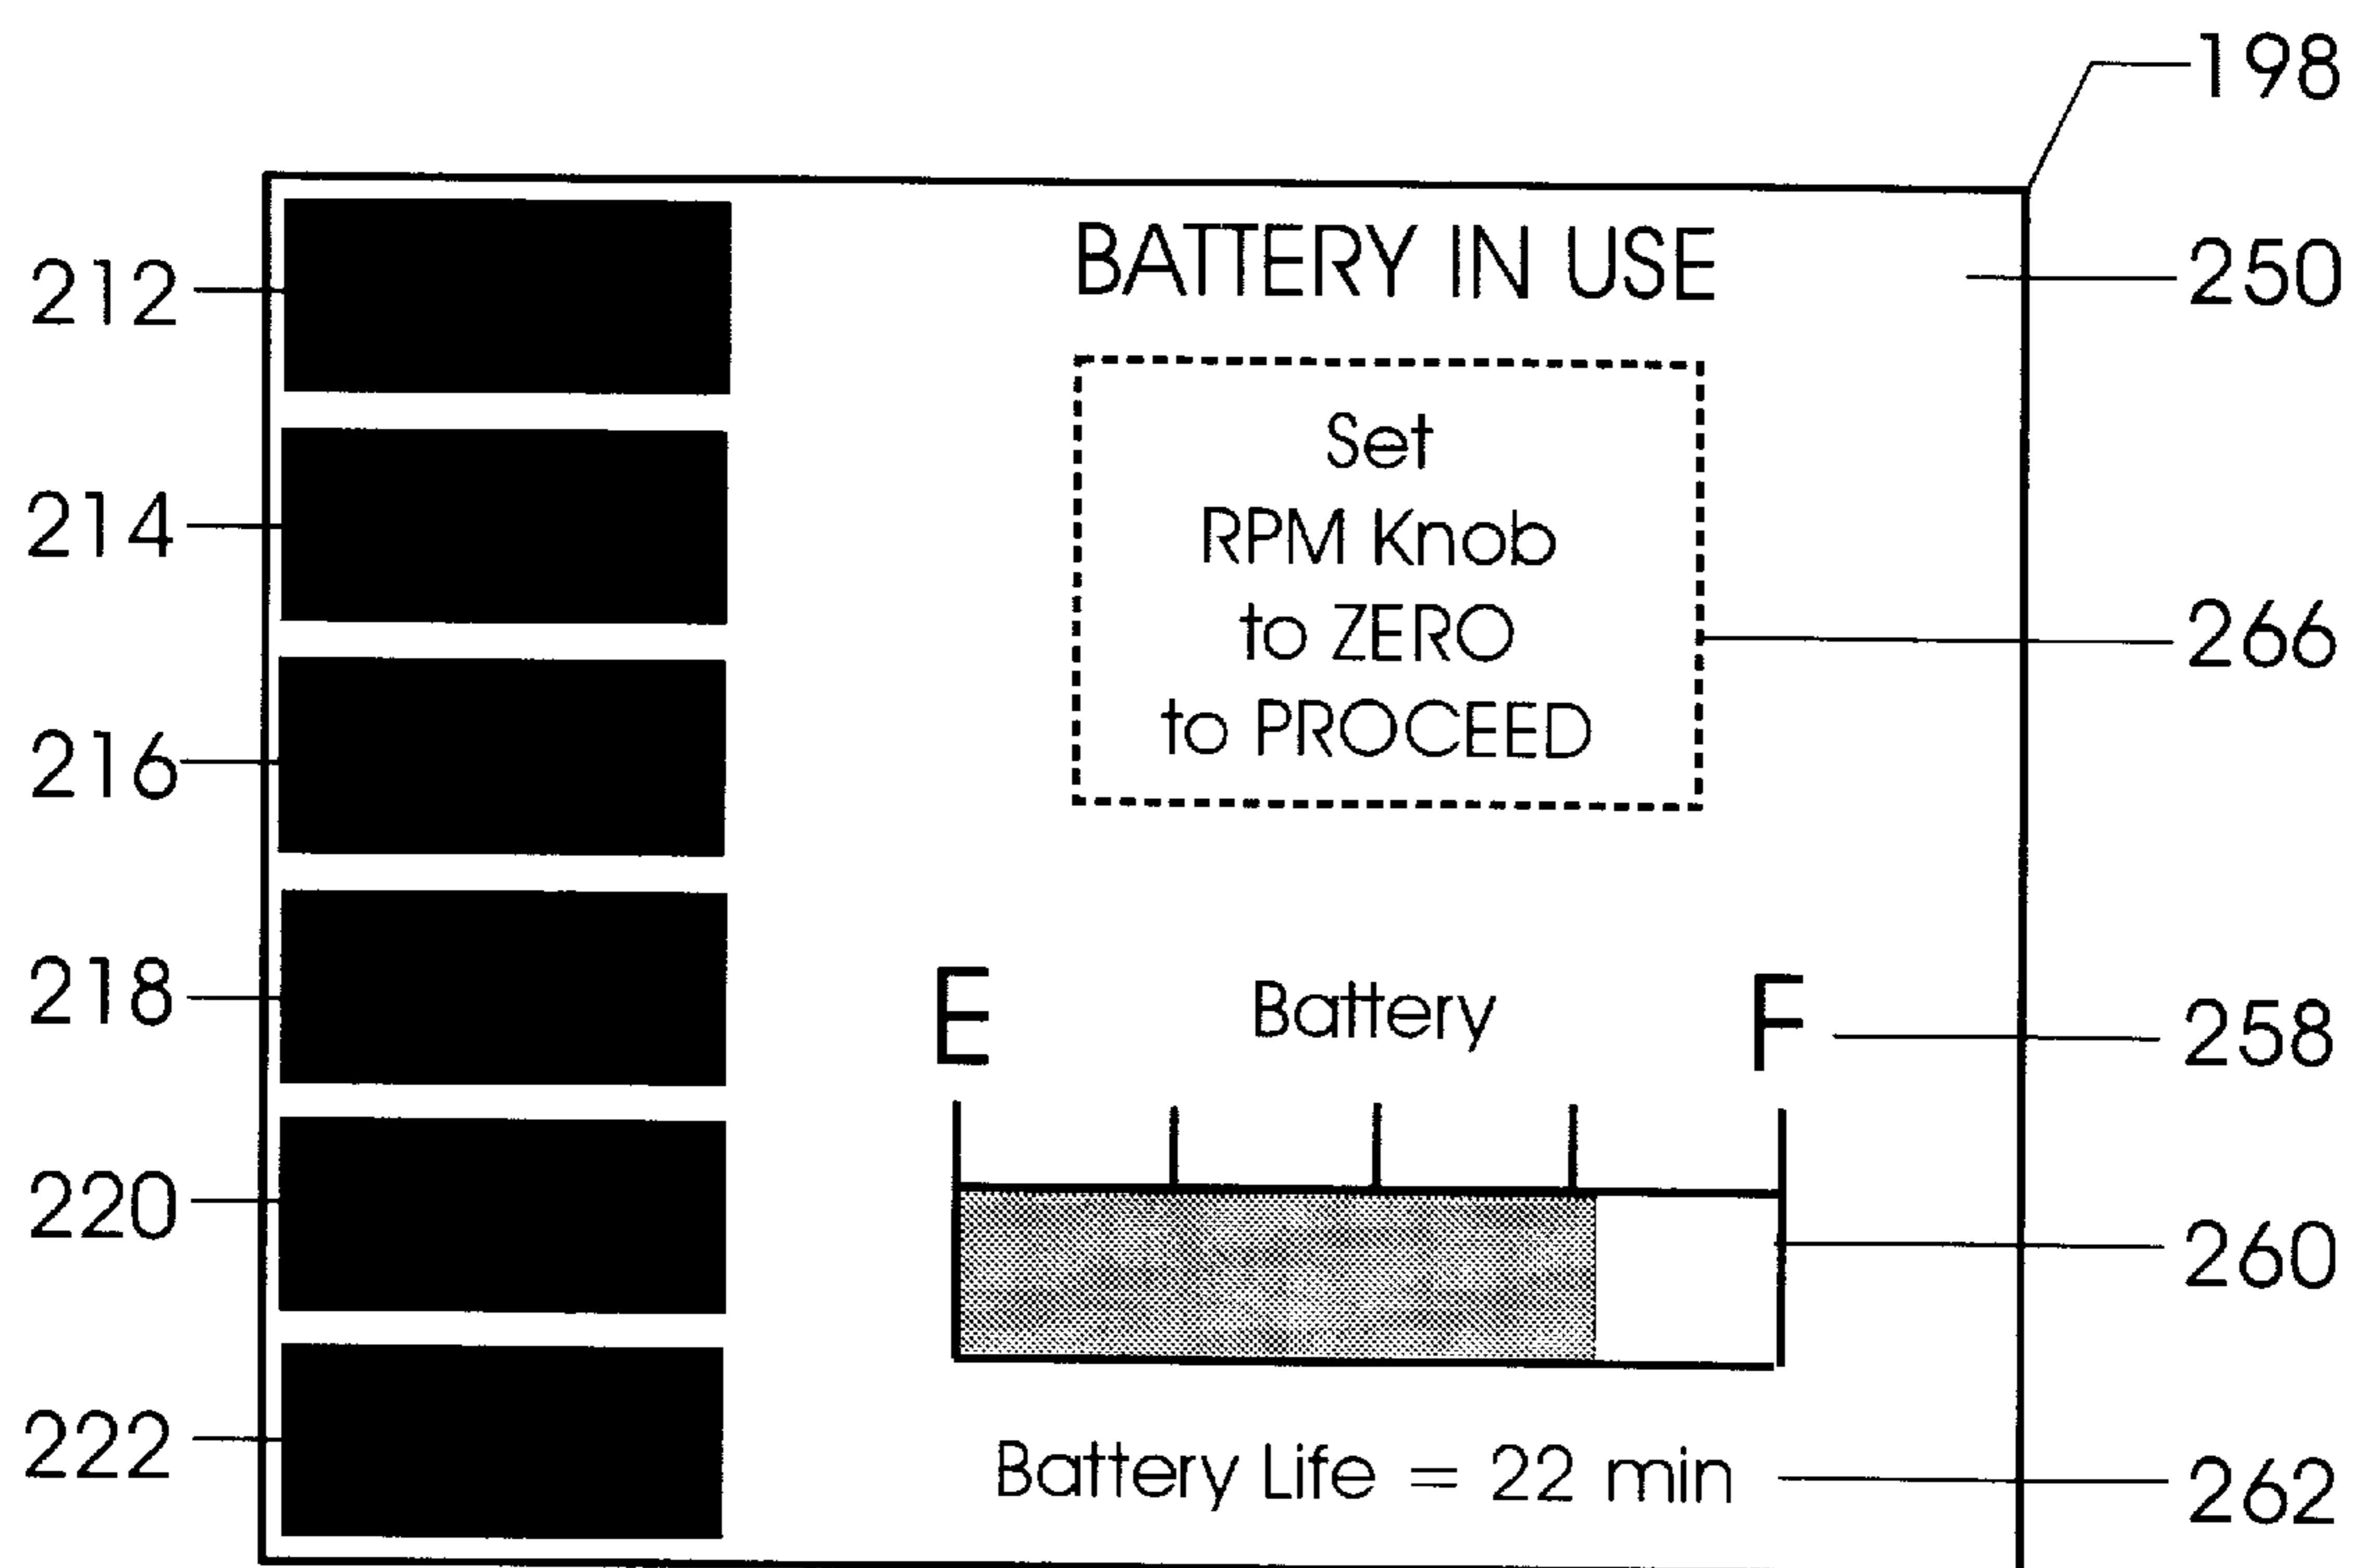 198
BATTERY IN USE
250
212
Set
RPM Knob
to ZERO
to PROCEED
214
266
216
E Battery F
218
258
220
260
222
Battery Life = 22 min
262